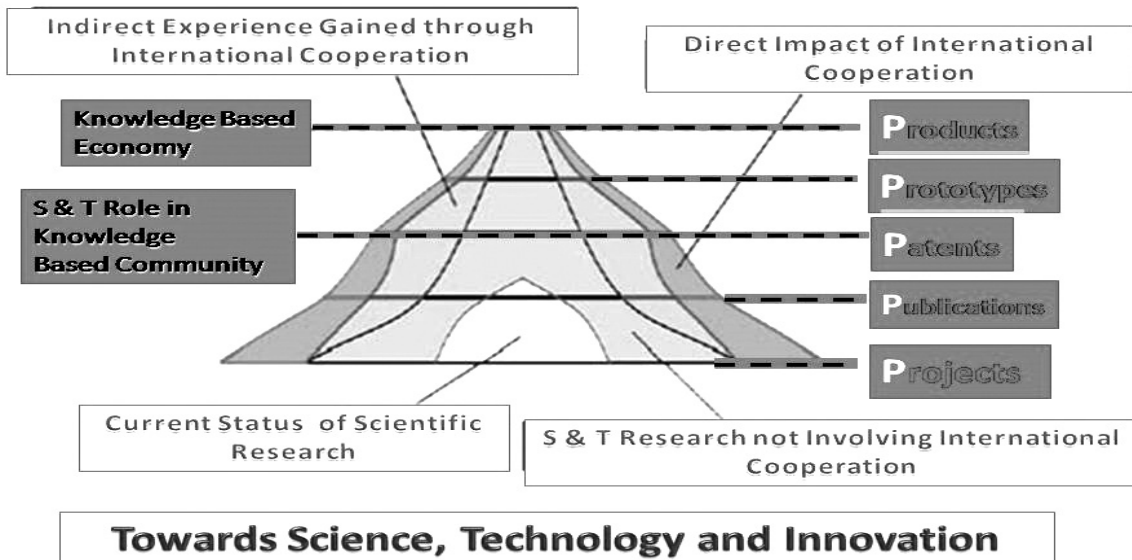 Indirect Experience Gained through
International Cooperation
Direct Impact of International
Cooperation
Knowledge Based
Economy
Products
Prototypes
S & T Role in
Knowledge
Based Community
Patents
Publications
Projects
Current Status of Scientific
Research
S & T Research not Involving International
Cooperation
Towards Science, Technology and Innovation